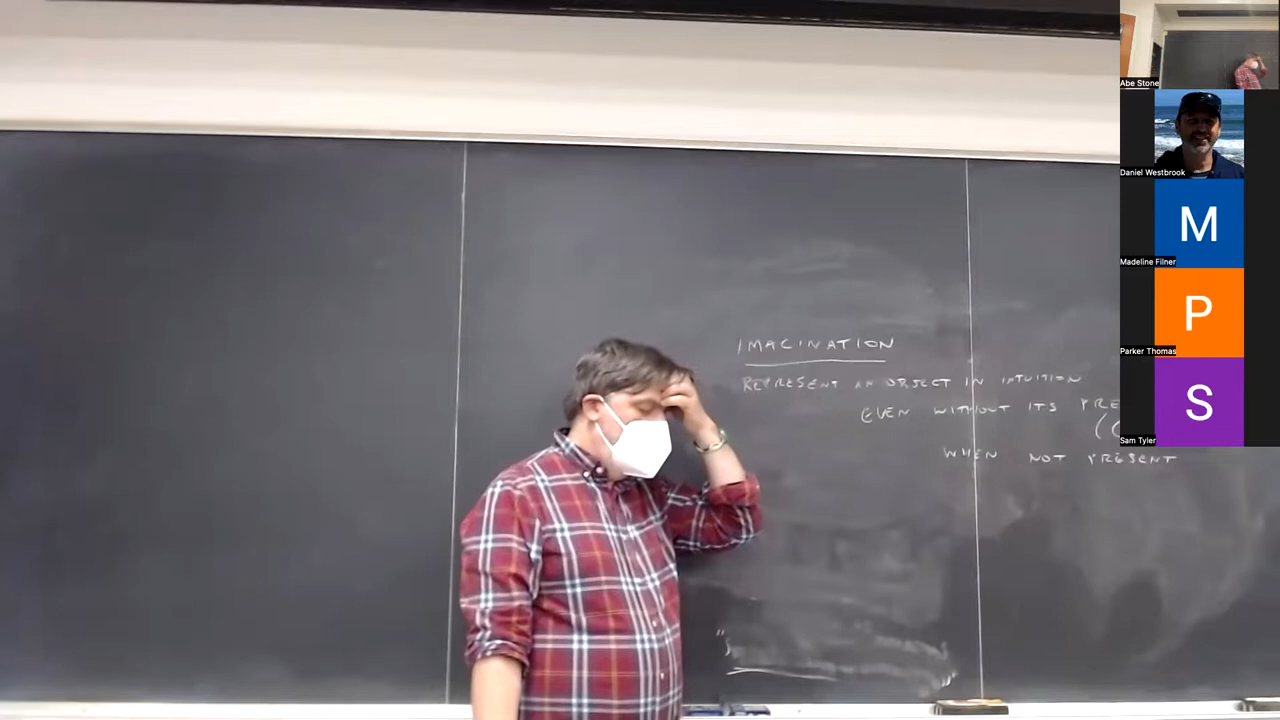 IMAGINATION
REPRESENT AN OBJECT IN INTUITION
EVEN WITHOUT ITS PRE
WHEN NOT PRESENT
Abe Stone
Daniel Westbrook
M
Madeline Filner
P
Parker Thomas
S
Sam Tyler